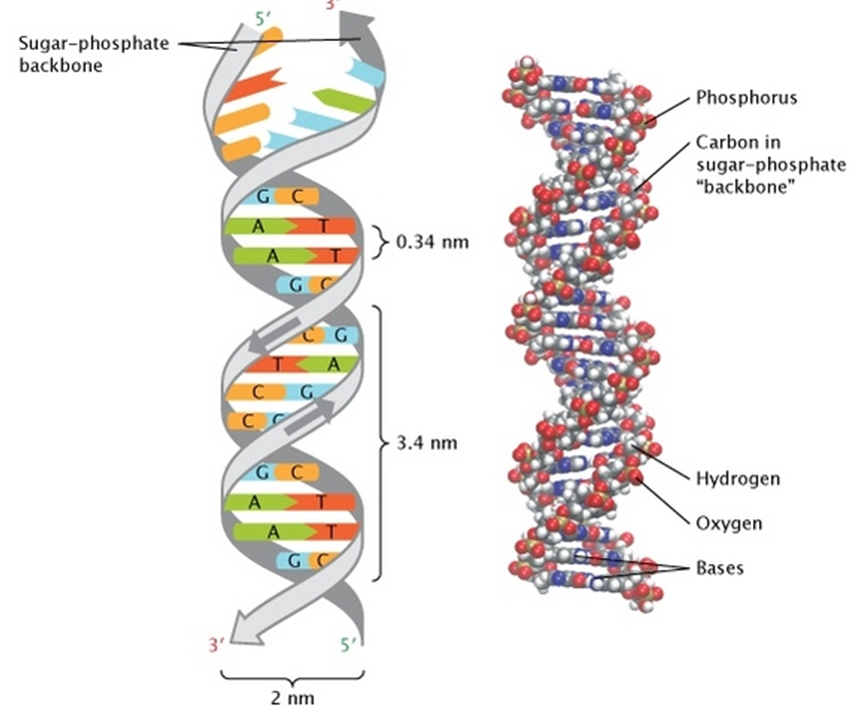 5′
3′
Sugar-phosphate
backbone
G C
A T
A T
G C
C G
T A
C G
C G
G C
A T
A T
G C
0.34 nm
3.4 nm
3′
5′
2 nm
Phosphorus
Carbon in
sugar-phosphate
“backbone”
Hydrogen
Oxygen
Bases